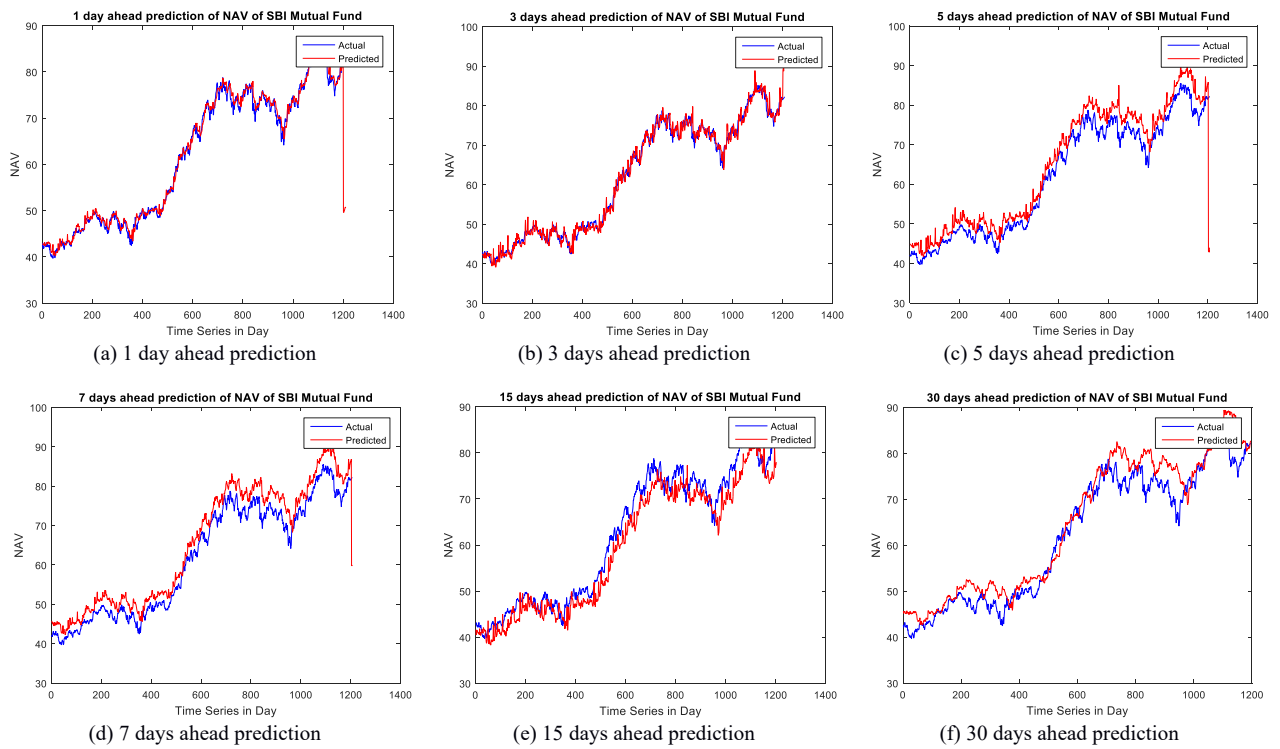 1 day ahead prediction of NAV of SBI Mutual Fund
90
80
70
60
50
40
30
NAV
0 200 400 600 800 1000 1200 1400
Time Series in Day
Actual
Predicted
(a) 1 day ahead prediction
3 days ahead prediction of NAV of SBI Mutual Fund
100
90
80
70
60
50
40
30
NAV
0 200 400 600 800 1000 1200 1400
Time Series in Day
Actual
Predicted
(b) 3 days ahead prediction
5 days ahead prediction of NAV of SBI Mutual Fund
100
90
80
70
60
50
40
30
NAV
0 200 400 600 800 1000 1200 1400
Time Series in Day
Actual
Predicted
(c) 5 days ahead prediction
7 days ahead prediction of NAV of SBI Mutual Fund
100
90
80
70
60
50
40
30
NAV
0 200 400 600 800 1000 1200 1400
Time Series in Day
Actual
Predicted
(d) 7 days ahead prediction
15 days ahead prediction of NAV of SBI Mutual Fund
90
80
70
60
50
40
30
NAV
0 200 400 600 800 1000 1200 1400
Time Series in Day
Actual
Predicted
(e) 15 days ahead prediction
30 days ahead prediction of NAV of SBI Mutual Fund
90
80
70
60
50
40
30
NAV
0 200 400 600 800 1000 1200
Time Series in Day
Actual
Predicted
(f) 30 days ahead prediction